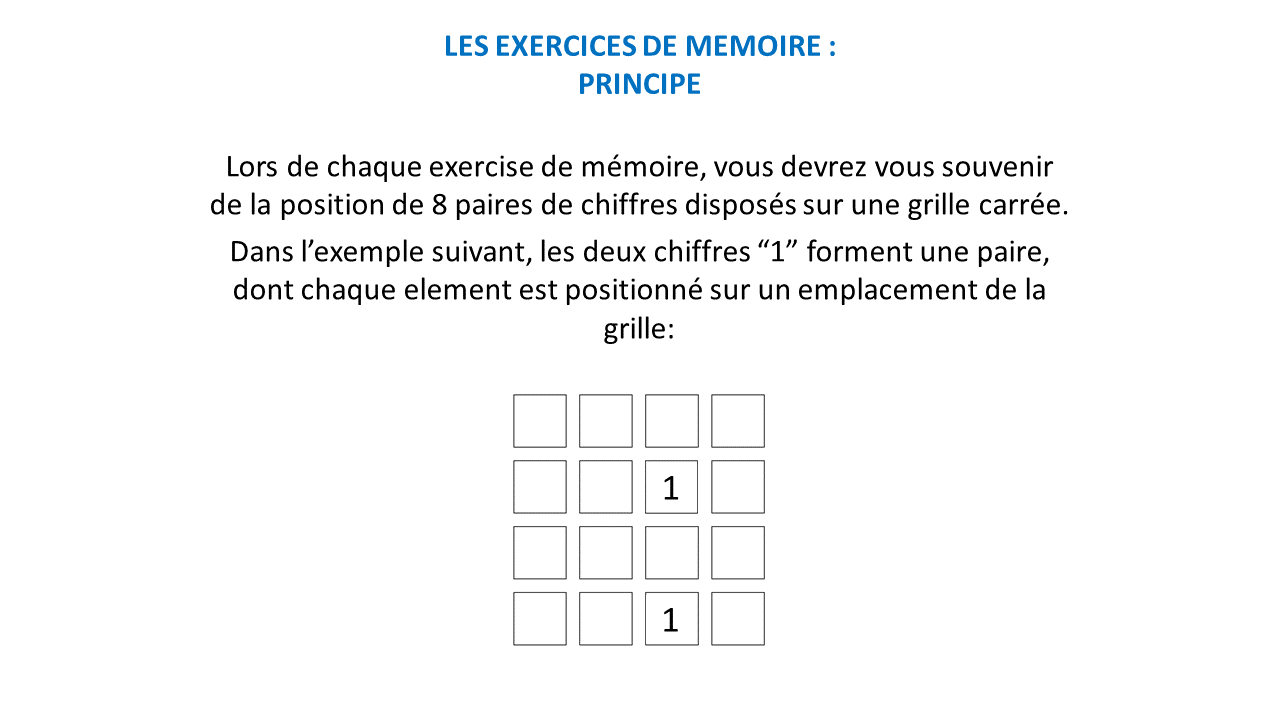 LES EXERCICES DE MEMOIRE :
PRINCIPE
Lors de chaque exercise de mémoire, vous devrez vous souvenir
de la position de 8 paires de chiffres disposés sur une grille carrée.
Dans l’exemple suivant, les deux chiffres “1” forment une paire,
dont chaque element est positionné sur un emplacement de la
grille:
1
1